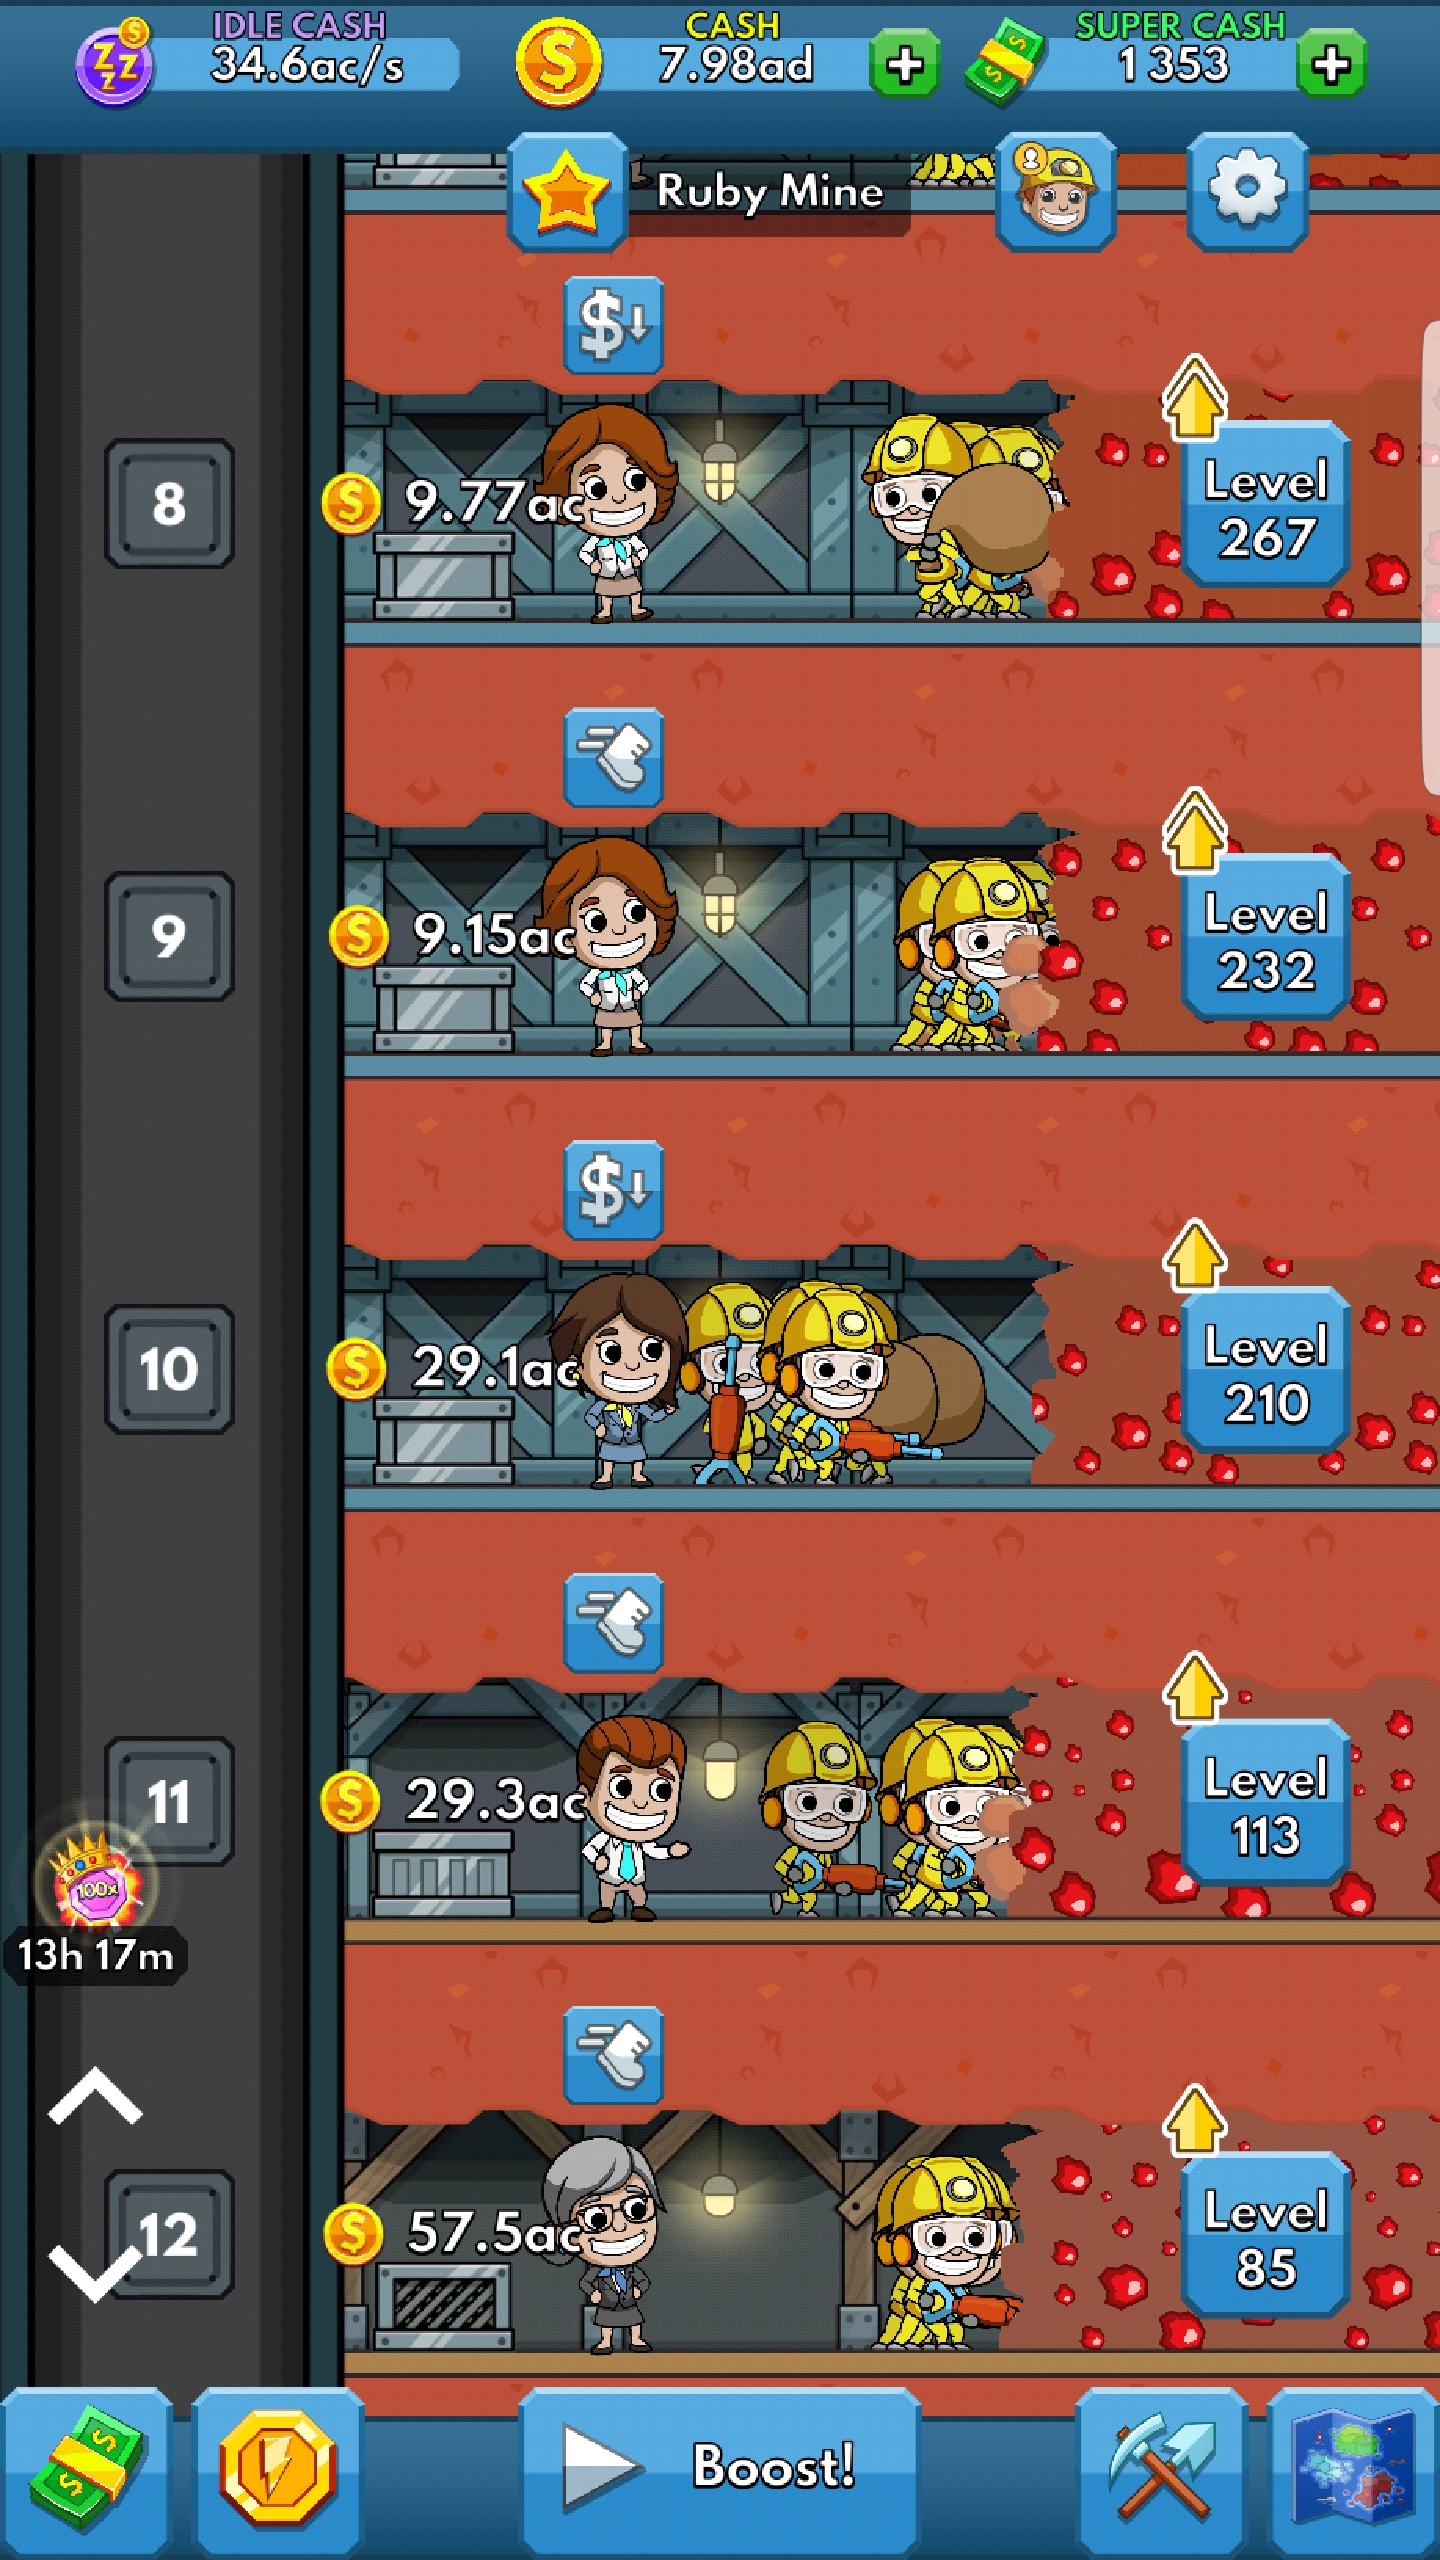 IDLE CASH
34.6ac/s
CASH
7.98ad
SUPER CASH
1 353
Ruby Mine
8
9.77ac
Level
267
9
9.15ac
Level
232
10
29.1ac
Level
210
11
29.3ac
Level
113
100x
13h 17m
12
57.5ac
Level
85
Boost!